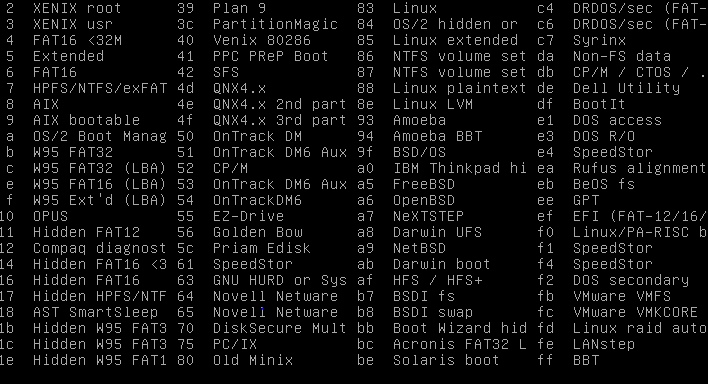 2 XENIX root 39 Plan 9 83 Linux c4 DRDOS/sec (FAT-
3 XENIX usr 3c PartitionMagic 84 OS/2 hidden or c6 DRDOS/sec (FAT-
4 FAT16 <32M 40 Venix 80286 85 Linux extended c7 Syrinx
5 Extended 41 PPC PReP Boot 86 NTFS volume set da Non-FS data
6 FAT16 42 SFS 87 NTFS volume set db CP/M / CTOS / .
7 HPFS/NTFS/exFAT 4d QNX4.x 88 Linux plaintext de Dell Utility
8 AIX 4e QNX4.x 2nd part 8e Linux LVM df BootIt
9 AIX bootable 4f QNX4.x 3rd part 93 Amoeba e1 DOS access
a OS/2 Boot Manag 50 OnTrack DM 94 Amoeba BBT e3 DOS R/O
b W95 FAT32 51 OnTrack DM6 Aux 9f BSD/OS e4 SpeedStor
c W95 FAT32 (LBA) 52 CP/M a0 IBM Thinkpad hi ea Rufus alignment
e W95 FAT16 (LBA) 53 OnTrack DM6 Aux a5 FreeBSD eb BeOS fs
f W95 Ext'd (LBA) 54 OnTrackDM6 a6 OpenBSD ee GPT
10 OPUS 55 EZ-Drive a7 NeXTSTEP ef EFI (FAT-12/16/
11 Hidden FAT12 56 Golden Bow a8 Darwin UFS f0 Linux/PA-RISC b
12 Compaq diagnost 5c Priam Edisk a9 NetBSD f1 SpeedStor
14 Hidden FAT16 <3 61 SpeedStor ab Darwin boot f4 SpeedStor
16 Hidden FAT16 63 GNU HURD or Sys af HFS / HFS+ f2 DOS secondary
17 Hidden HPFS/NTF 64 Novell Netware b7 BSDI fs fb VMware VMFS
18 AST SmartSleep 65 Novell Netware b8 BSDI swap fc VMware VMKCORE
1b Hidden W95 FAT3 70 DiskSecure Mult bb Boot Wizard hid fd Linux raid auto
1c Hidden W95 FAT3 75 PC/IX bc Acronis FAT32 L fe LANstep
1e Hidden W95 FAT1 80 Old Minix be Solaris boot ff BBT